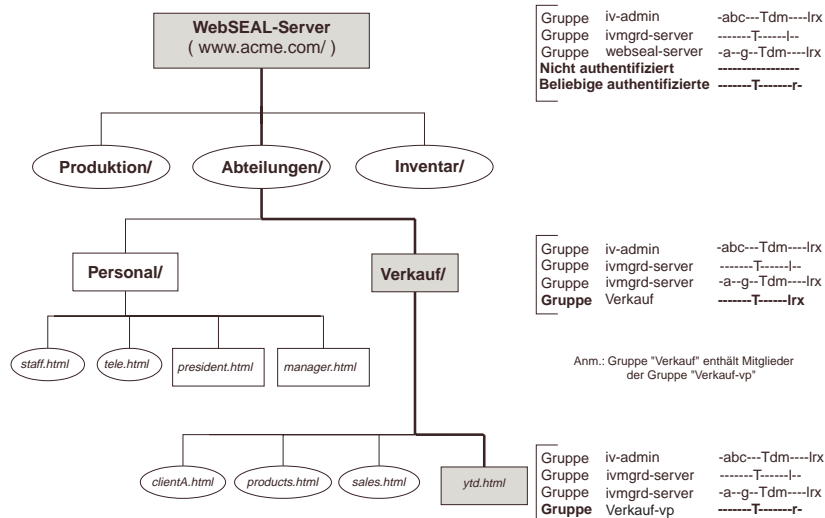 WebSEAL-Server
( www.acme.com/ )
Gruppe iv-admin -abc---Tdm----lrx
Gruppe ivmgrd-server -------T------l--
Gruppe webseal-server -a--g--Tdm----lrx
Nicht authentifiziert -----------------
Beliebige authentifizierte -------T-------r-
Produktion/ Abteilungen/ Inventar/
Personal/ Verkauf/
Gruppe iv-admin -abc---Tdm----lrx
Gruppe ivmgrd-server -------T------l--
Gruppe ivmgrd-server -a--g--Tdm----lrx
Gruppe Verkauf -------T------lrx
staff.html tele.html president.html manager.html
Anm.: Gruppe "Verkauf" enthält Mitglieder
der Gruppe "Verkauf-vp"
clientA.html products.html sales.html ytd.html
Gruppe iv-admin -abc---Tdm----lrx
Gruppe ivmgrd-server -------T------l--
Gruppe ivmgrd-server -a--g--Tdm----lrx
Gruppe Verkauf-vp -------T-------r-